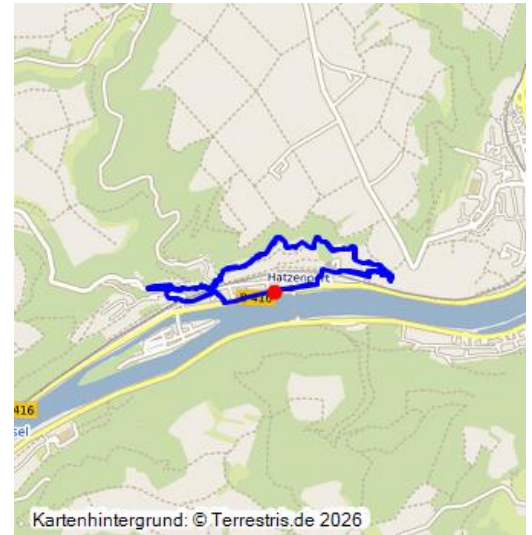 Hatzenport
B 416
416
sel
Kartenhintergrund: © Terrestris.de 2026